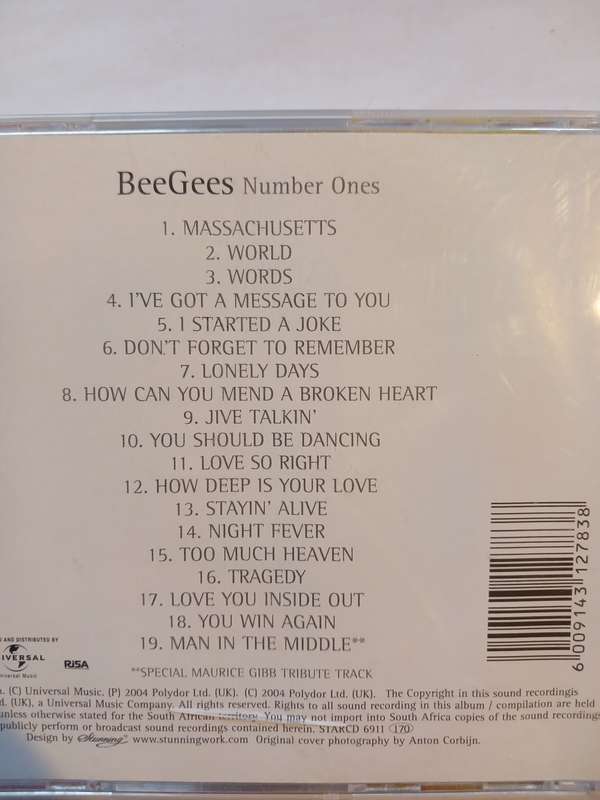 BeeGees Number Ones
1. MASSACHUSETTS
2. WORLD
3. WORDS
4. I'VE GOT A MESSAGE TO YOU
5. I STARTED A JOKE
6. DON'T FORGET TO REMEMBER
7. LONELY DAYS
8. HOW CAN YOU MEND A BROKEN HEART
9. JIVE TALKIN'
10. YOU SHOULD BE DANCING
11. LOVE SO RIGHT
12. HOW DEEP IS YOUR LOVE
13. STAYIN' ALIVE
14. NIGHT FEVER
15. TOO MUCH HEAVEN
16. TRAGEDY
17. LOVE YOU INSIDE OUT
18. YOU WIN AGAIN
19. MAN IN THE MIDDLE**
**SPECIAL MAURICE GIBB TRIBUTE TRACK
6 009143 127838
AND DISTRIBUTED BY
IVERSAL
RISA
(C) Universal Music. (P) 2004 Polydor Ltd. (UK). (C) 2004 Polydor Ltd. (UK). The Copyright in this sound recordingis
(UK), a Universal Music Company. All rights reserved. Rights to all sound recording in this album / compilation are held
unless otherwise stated for the South African territory. You may not import into South Africa copies of the sound recordings
publicly perform or broadcast sound recordings contained herein. STARCD 6911 (170)
Design by Stunning www.stunningwork.com Original cover photography by Anton Corbijn.